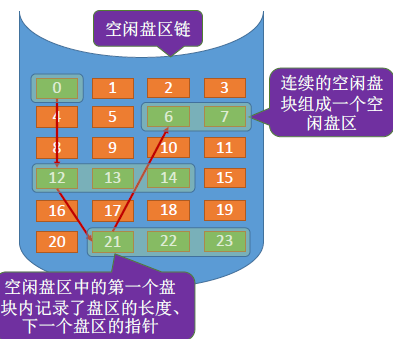 空闲盘区链
连续的空闲盘
块组成一个空
闲盘区
0 1 2 3
4 5 6 7
8 9 10 11
12 13 14 15
16 17 18 19
20 21 22 23
空闲盘区中的第一个盘
块内记录了盘区的长度、
下一个盘区的指针